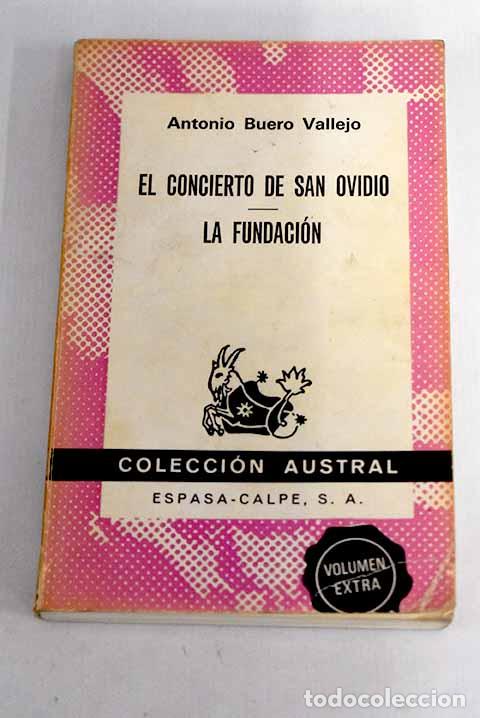 Antonio Buero Vallejo
EL CONCIERTO DE SAN OVIDIO
LA FUNDACIÓN
COLECCIÓN AUSTRAL
ESPASA-CALPE, S. A.
VOLUMEN
EXTRA
todocoleccion